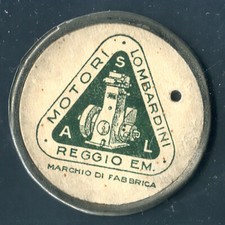 MOTORI
LOMBARDINI
REGGIO EM.
A
S
L
MARCHIO DI FABBRICA